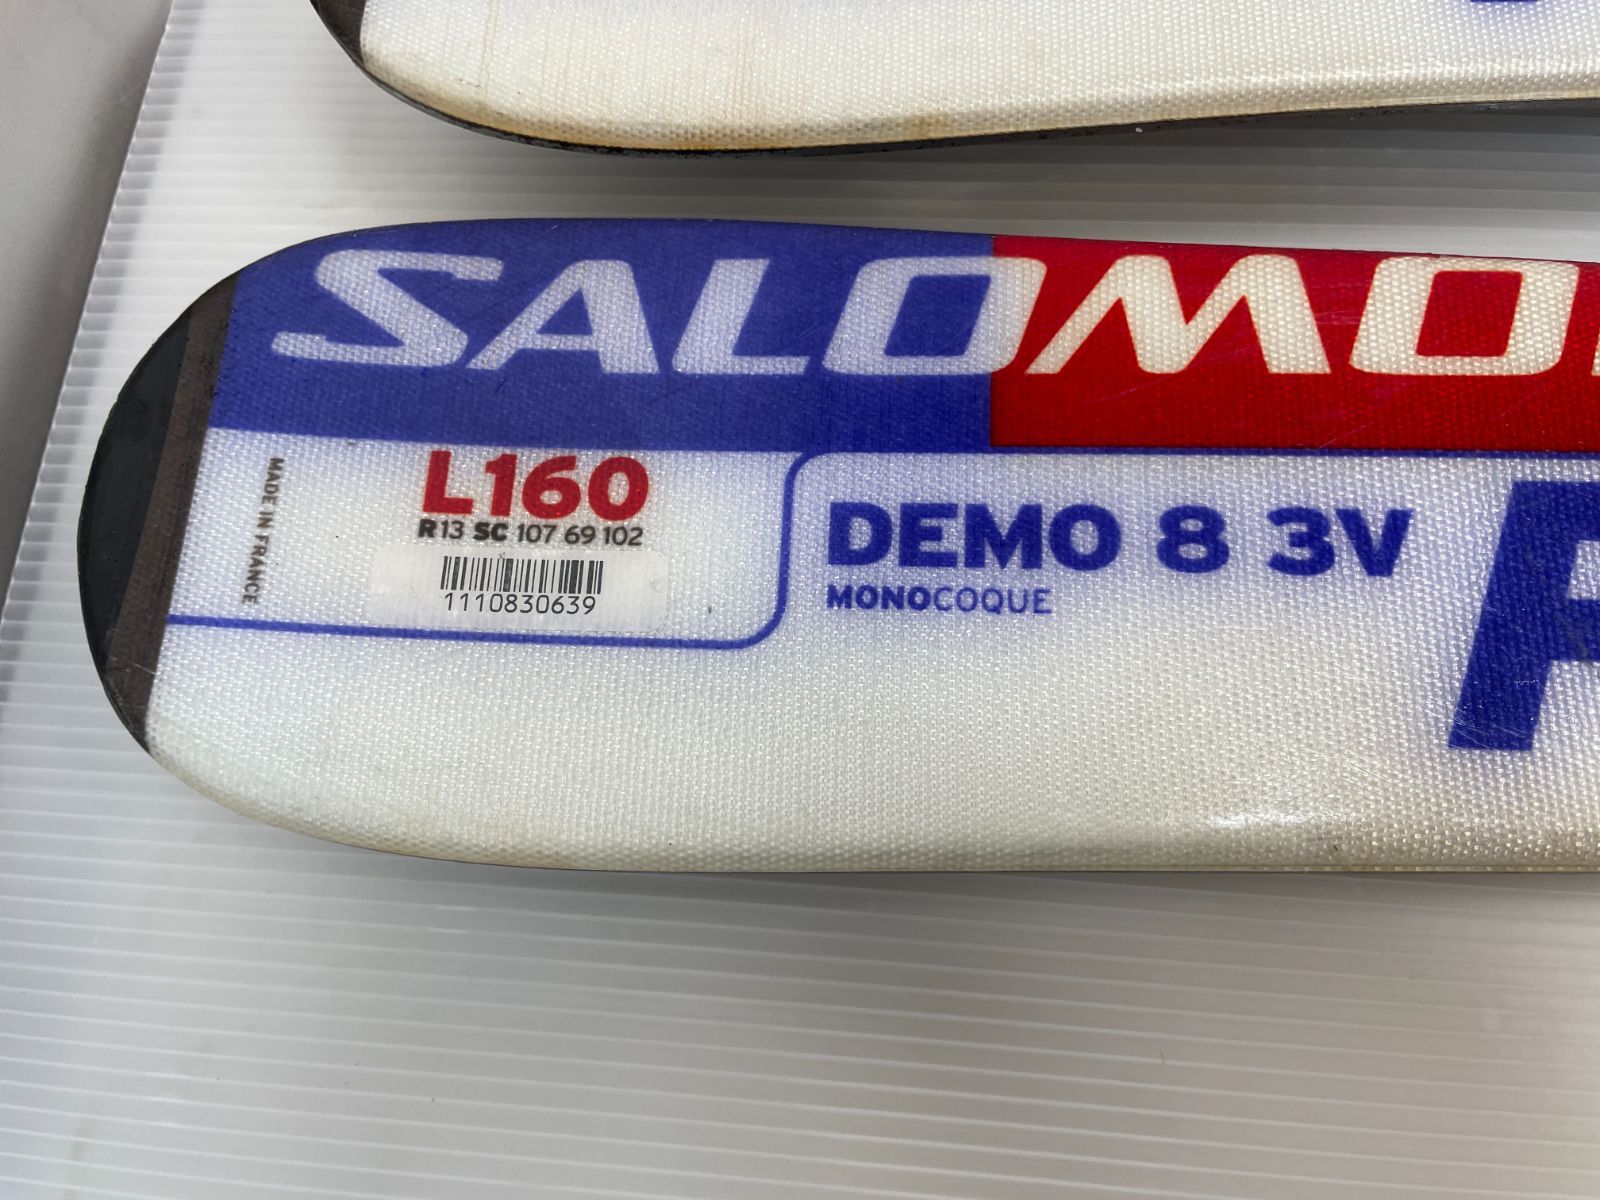 SALOMO
MADE IN FRANCE
L160
R13 SC 107 69 102
1110830639
DEMO 8 3V
MONOCOQUE